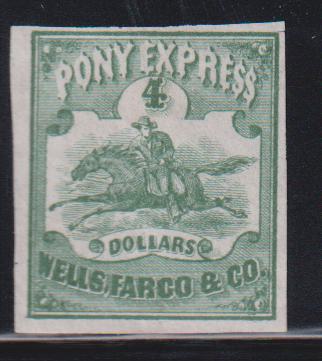 PONY EXPRESS
4
DOLLARS
WELLS, FARGO & CO.